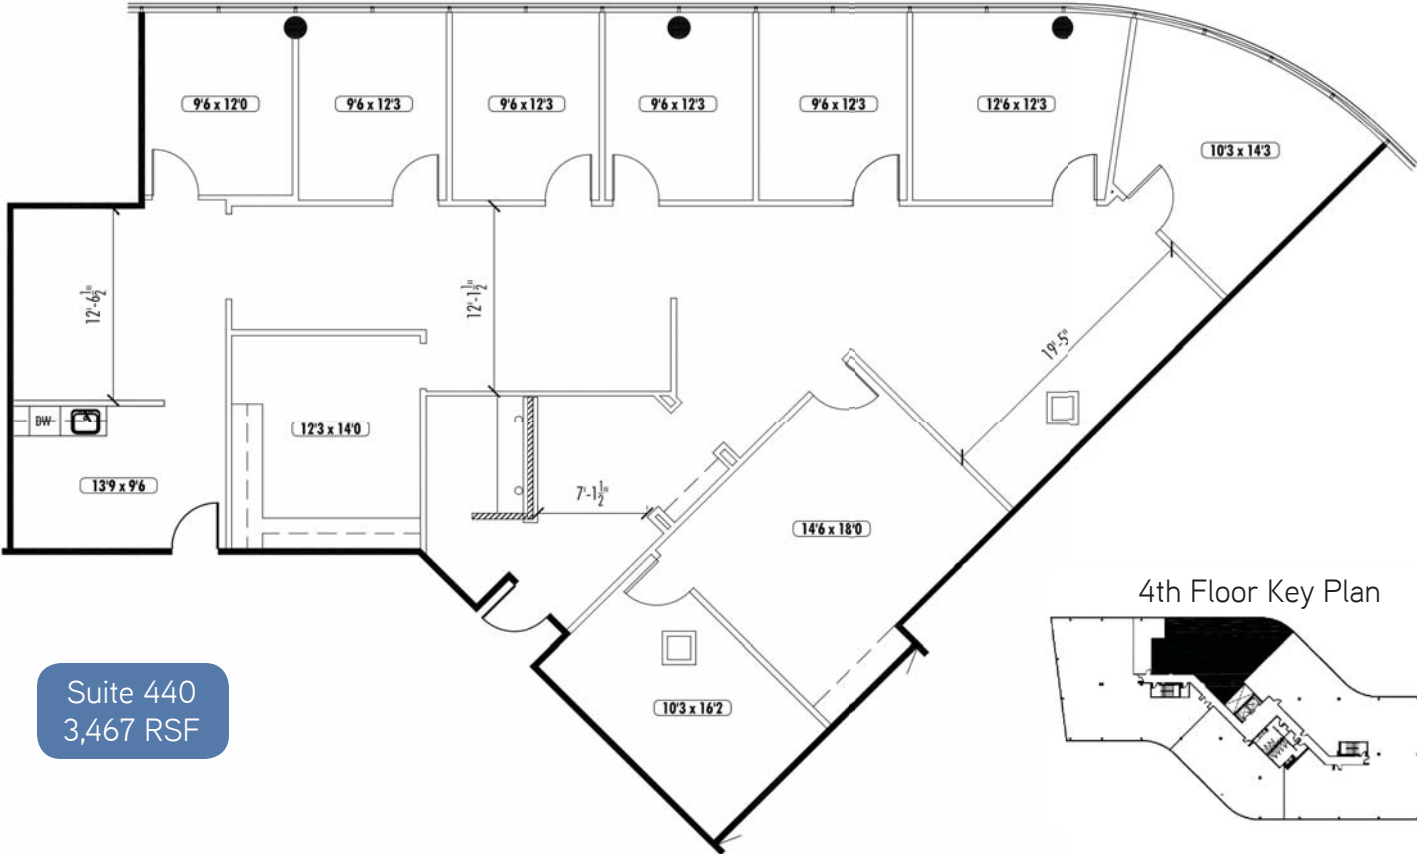 9'6 x 12'0
9'6 x 12'3
9'6 x 12'3
9'6 x 12'3
9'6 x 12'3
12'6 x 12'3
10'3 x 14'3
12'-6½"
12'-1½"
19'-5"
DW
12'3 x 14'0
13'9 x 9'6
7'-1½"
14'6 x 18'0
10'3 x 16'2
4th Floor Key Plan
Suite 440
3,467 RSF